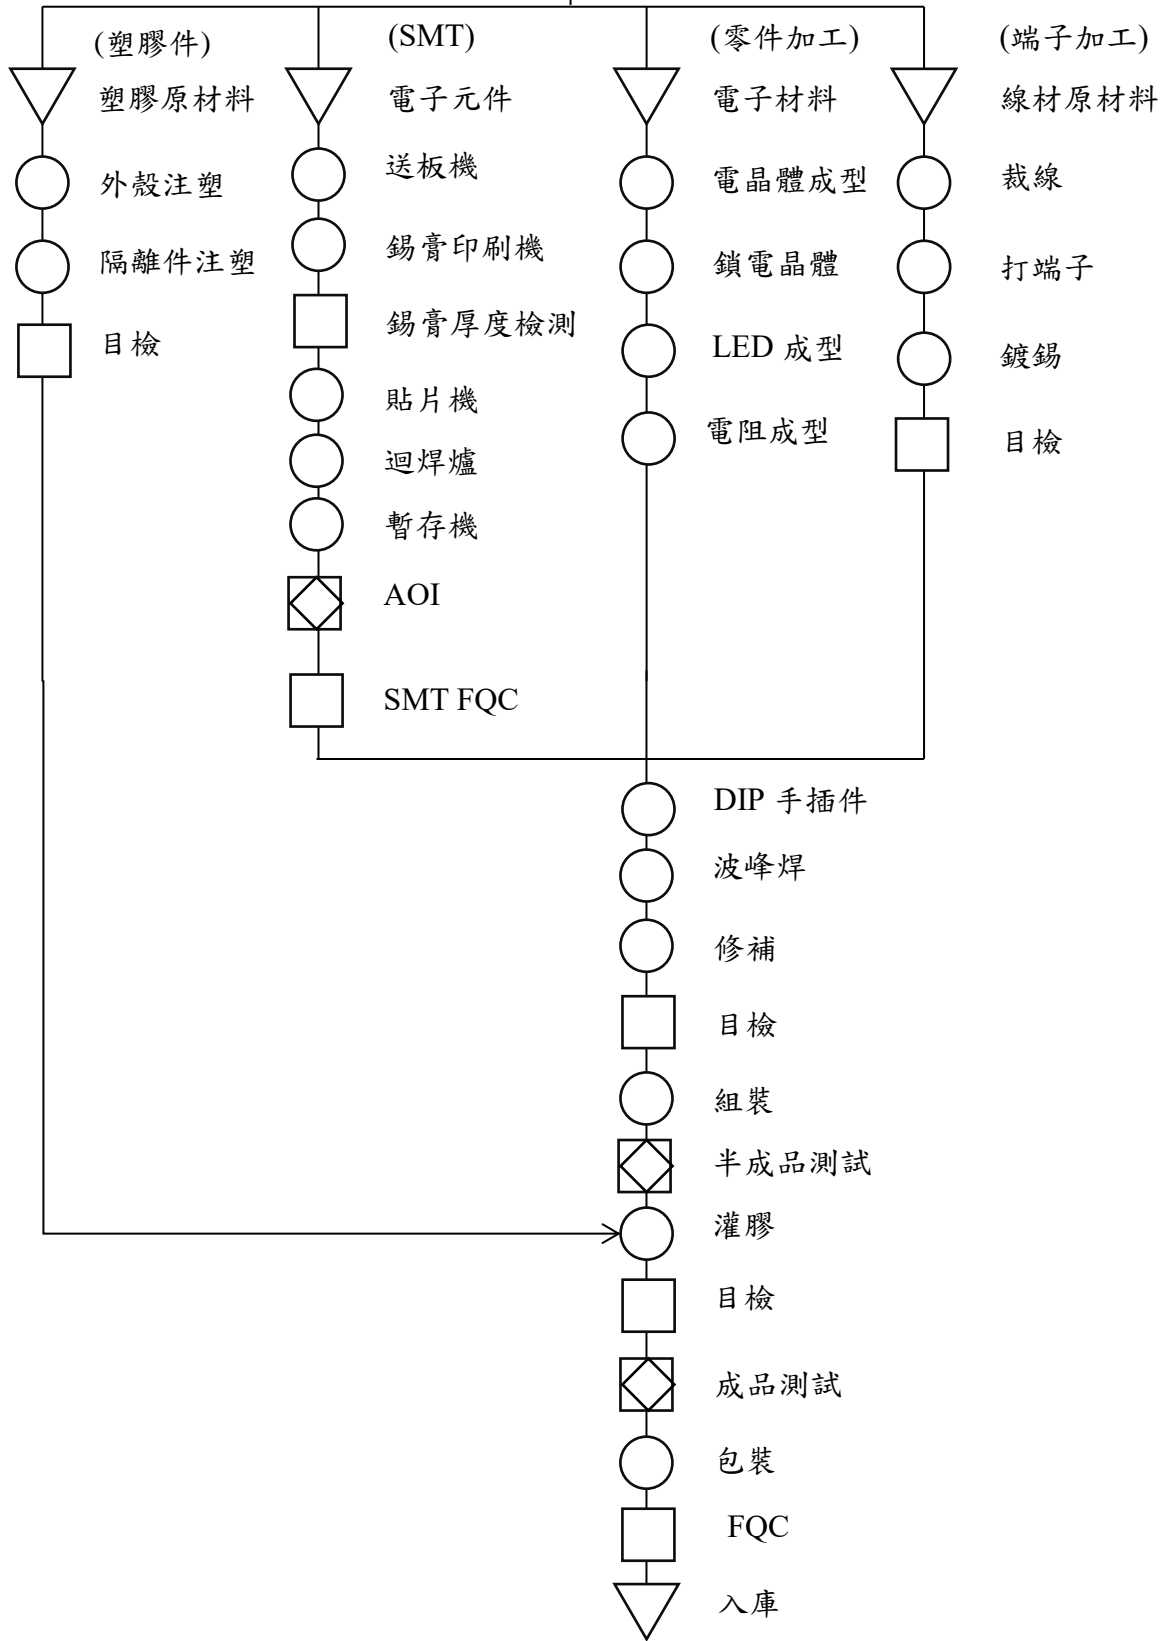 (塑膠件)
塑膠原材料
外殼注塑
隔離件注塑
目檢
(SMT)
電子元件
送板機
錫膏印刷機
錫膏厚度檢測
貼片機
迴焊爐
暫存機
AOI
SMT FQC
(零件加工)
電子材料
電晶體成型
鎖電晶體
LED 成型
電阻成型
(端子加工)
線材原材料
裁線
打端子
鍍錫
目檢
DIP 手插件
波峰焊
修補
目檢
組裝
半成品測試
灌膠
目檢
成品測試
包裝
FQC
入庫